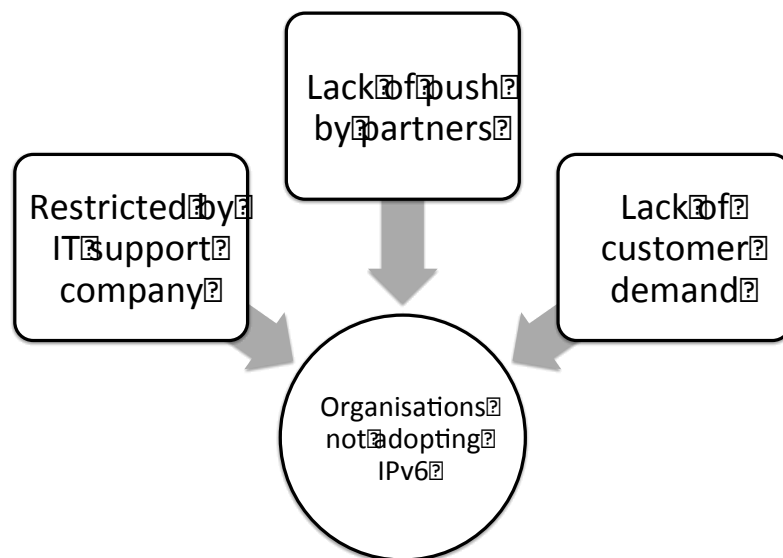 Lack of push
by partners
Restricted by
IT support
company
Lack of
customer
demand
Organisations
not adopting
IPv6